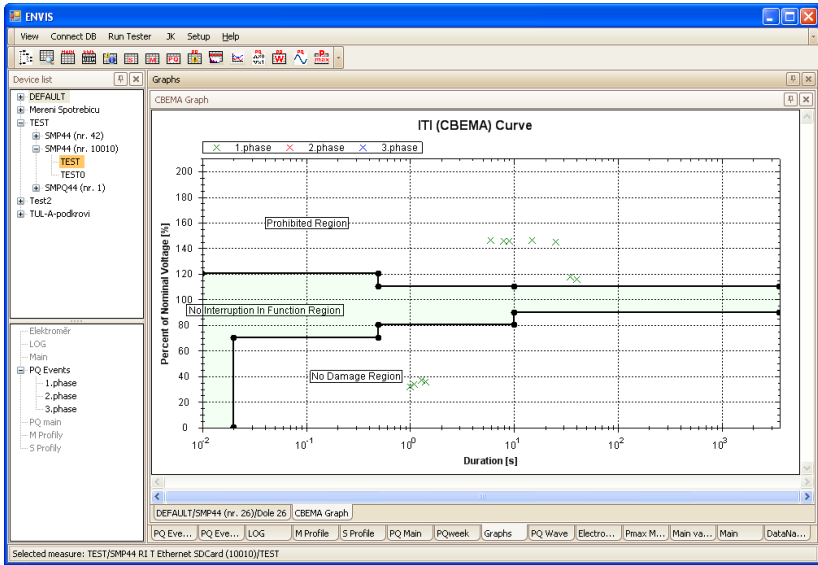 ENVIS
View Connect DB Run Tester JK Setup Help
Device list
DEFAULT
Mereni Spotrebicu
TEST
SMP44 (nr. 42)
SMP44 (nr. 10010)
TEST
TEST0
SMPQ44 (nr. 1)
Test2
TUL-A-podkrovi
Elektroměr
LOG
Main
PQ Events
1.phase
2.phase
3.phase
PQ main
M Profily
S Profily
Graphs
CBEMA Graph
ITI (CBEMA) Curve
1.phase 2.phase 3.phase
Percent of Nominal Voltage [%]
200
180
160
140
120
100
80
60
40
20
0
Prohibited Region
No Interruption In Function Region
No Damage Region
10-2 10-1 100 101 102 103
Duration [s]
DEFAULT/SMP44 (nr. 26)/Dole 26 CBEMA Graph
PQ Eve... PQ Eve... LOG M Profile S Profile PQ Main PQweek Graphs PQ Wave Electro... Pmax M... Main va... Main DataNa...
Selected measure: TEST/SMP44 RI T Ethernet SDCard (10010)/TEST